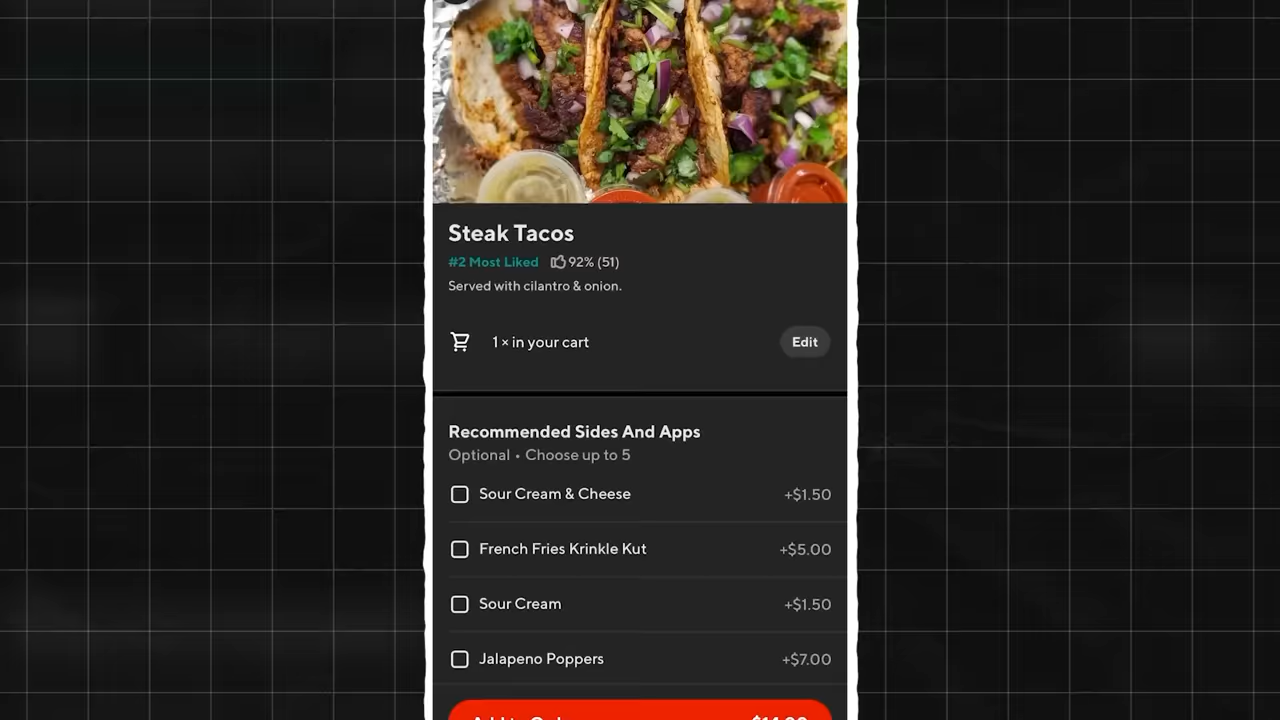 Steak Tacos
#2 Most Liked 92% (51)
Served with cilantro & onion.
1 × in your cart Edit
Recommended Sides And Apps
Optional • Choose up to 5
Sour Cream & Cheese +$1.50
French Fries Krinkle Kut +$5.00
Sour Cream +$1.50
Jalapeno Poppers +$7.00